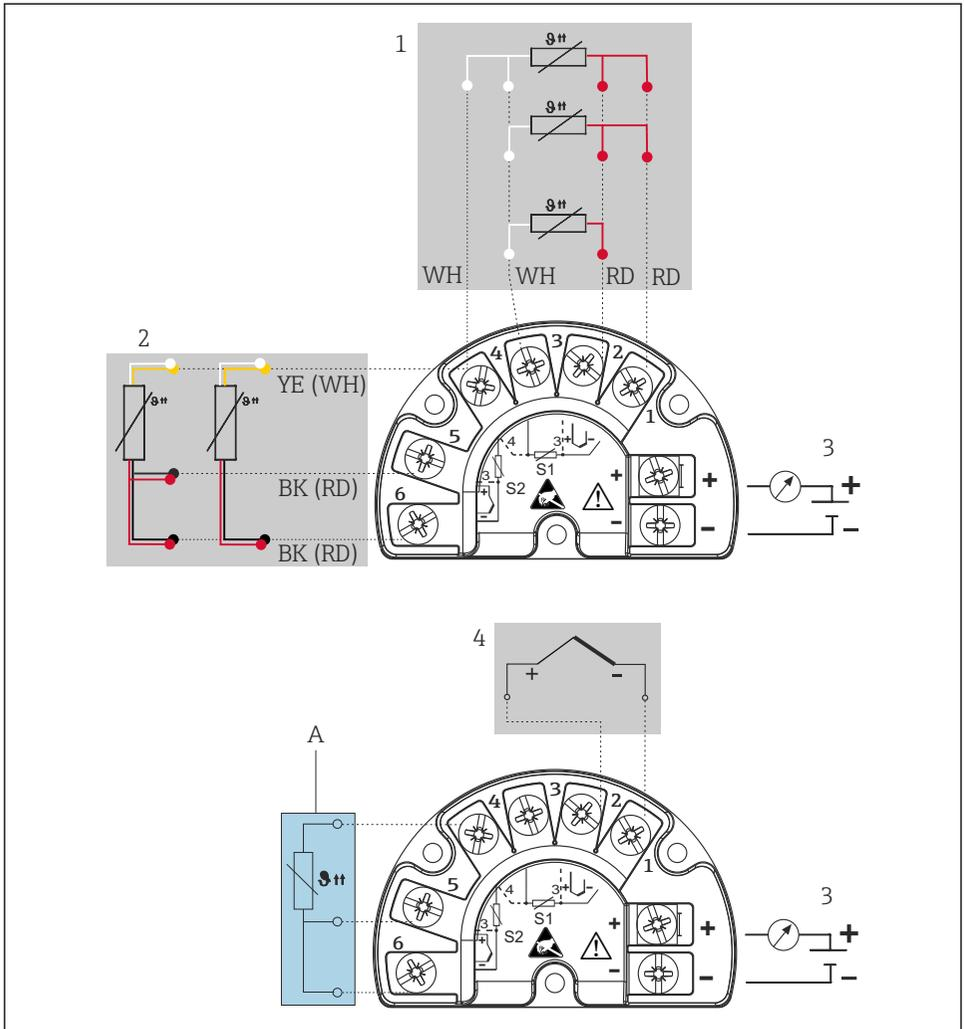 1
ϑ
ϑ
ϑ
WH WH RD RD
2
ϑ ϑ
YE (WH)
BK (RD)
BK (RD)
4 3 2 1
5
6
4 3 + -
S1
3 S2
+ -
+ -
+
-
3
+
-
4
+ -
A
ϑ
4 3 2 1
5
6
4 3 + -
S1
3 S2
+ -
+ -
+
-
3
+
-